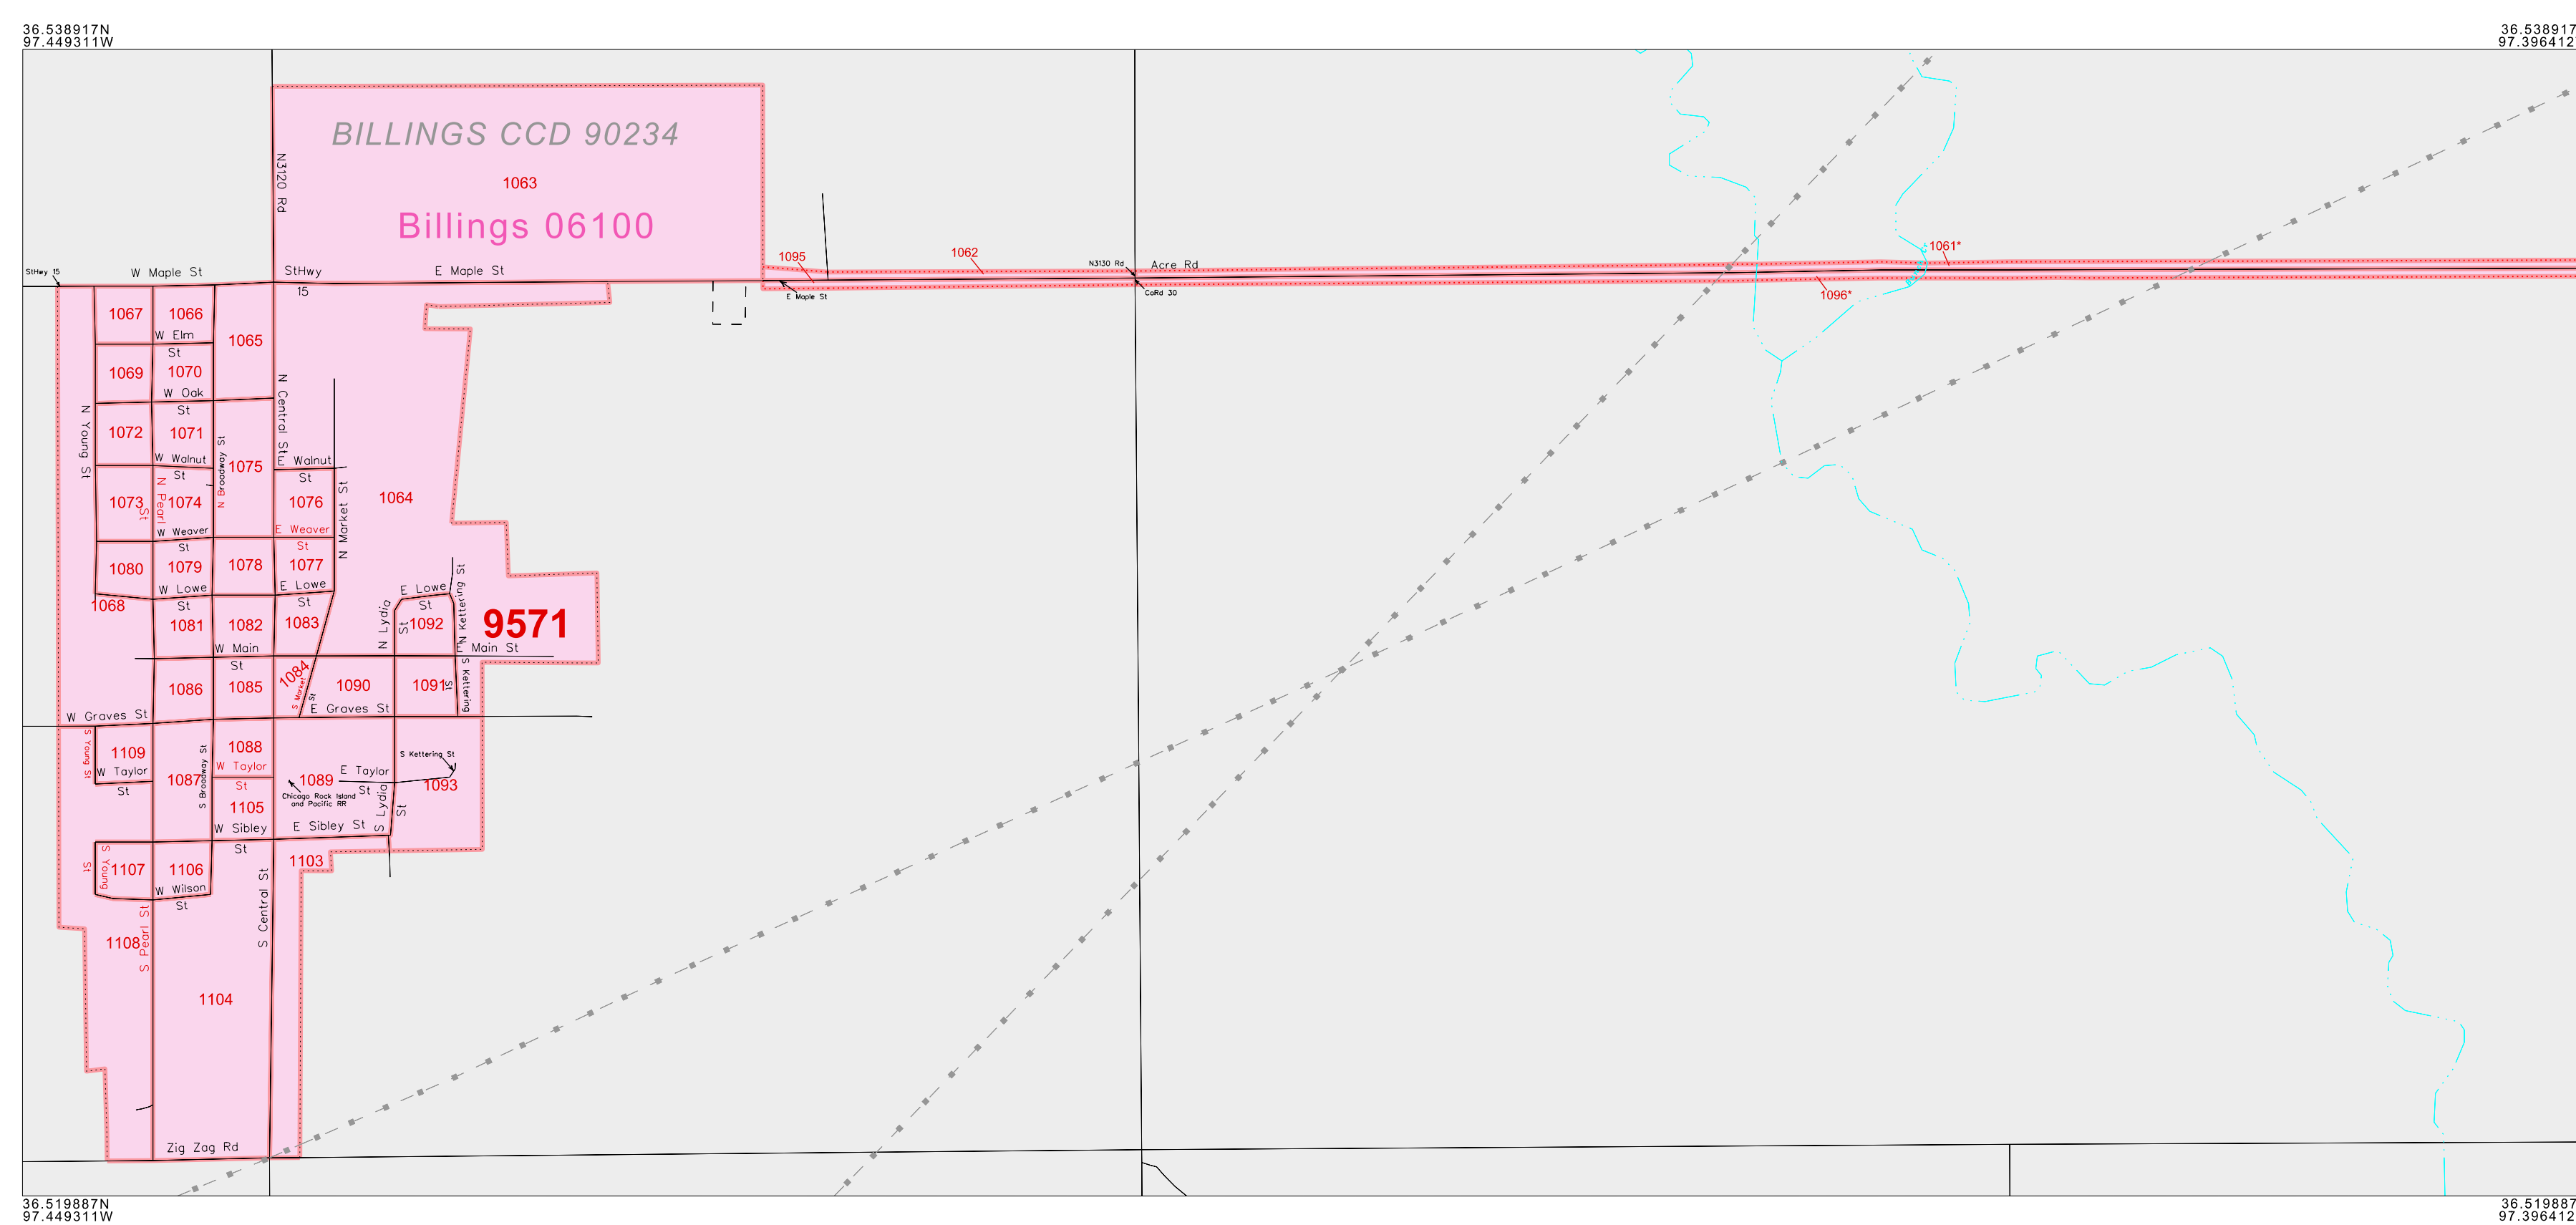 36.538917N
97.449311W
36.538917
97.396412
BILLINGS CCD 90234
N3120 Rd
1063
Billings 06100
1095
1062
N3130 Rd
Acre Rd
1061*
StHwy 15
W Maple St
StHwy
15
E Maple St
E Maple St
CoRd 30
1096*
1067
1066
1065
W Elm
St
1069
1070
W Oak
St
N Young St
N Central St
1072
1071
N Broadway St
W Walnut
St
1075
E Walnut
St
1064
1073
N Pearl
St
1074
1076
N Market St
W Weaver
St
E Weaver
St
1080
1079
1078
1077
W Lowe
St
E Lowe
St
E Lowe
St
N Kettering St
1068
1081
1082
1083
N Lydia
St
1092
9571
W Main
St
E Main St
1086
1085
1084
S Market
St
1090
1091
S Kettering
St
W Graves St
E Graves St
S Young St
1109
W Taylor
St
1087
S Broadway St
1088
W Taylor
St
1105
1089
Chicago Rock Island
and Pacific RR
E Taylor
St
S Kettering St
1093
S Lydia
St
W Sibley
St
E Sibley St
S Young
St
1107
1106
1103
W Wilson
St
S Central St
1108
S Pearl St
1104
Zig Zag Rd
36.519887N
97.449311W
36.519887
97.396412